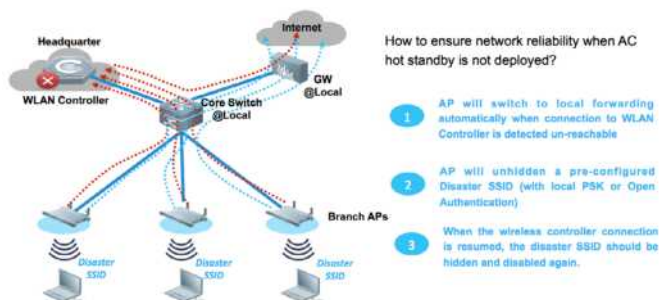 Internet
Headquarter
WLAN Controller
GW
@Local
Core Switch
@Local
Branch APs
Disaster
SSID
Disaster
SSID
Disaster
SSID
How to ensure network reliability when AC
hot standby is not deployed?
1
AP will switch to local forwarding
automatically when connection to WLAN
Controller is detected un-reachable
2
AP will unhidden a pre-configured
Disaster SSID (with local PSK or Open
Authentication)
3
When the wireless controller connection
is resumed, the disaster SSID should be
hidden and disabled again.